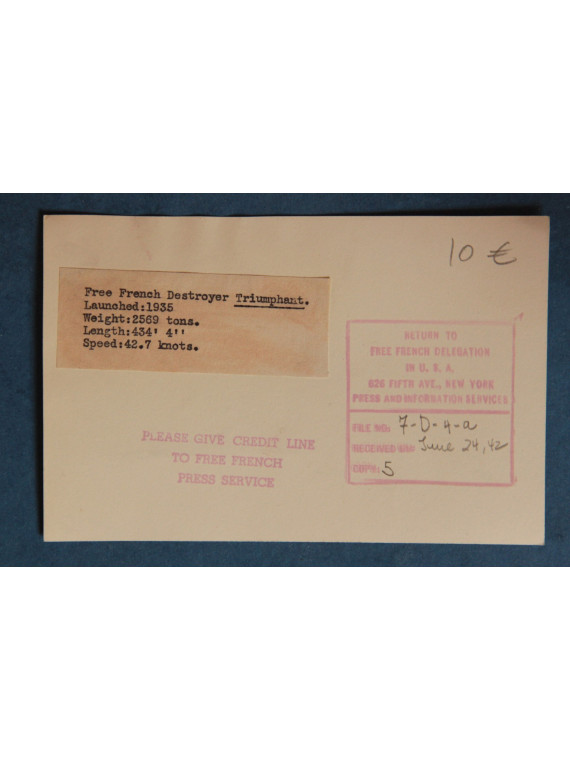 10 €
Free French Destroyer Triumphant.
Launched:1935
Weight:2569 tons.
Length:434' 4''
Speed:42.7 knots.
RETURN TO
FREE FRENCH DELEGATION
IN U. S. A.
626 FIFTH AVE., NEW YORK
PRESS AND INFORMATION SERVICES
FILE NO: 7-D-4-a
RECEIVED June 24, 42
5
PLEASE GIVE CREDIT LINE
TO FREE FRENCH
PRESS SERVICE